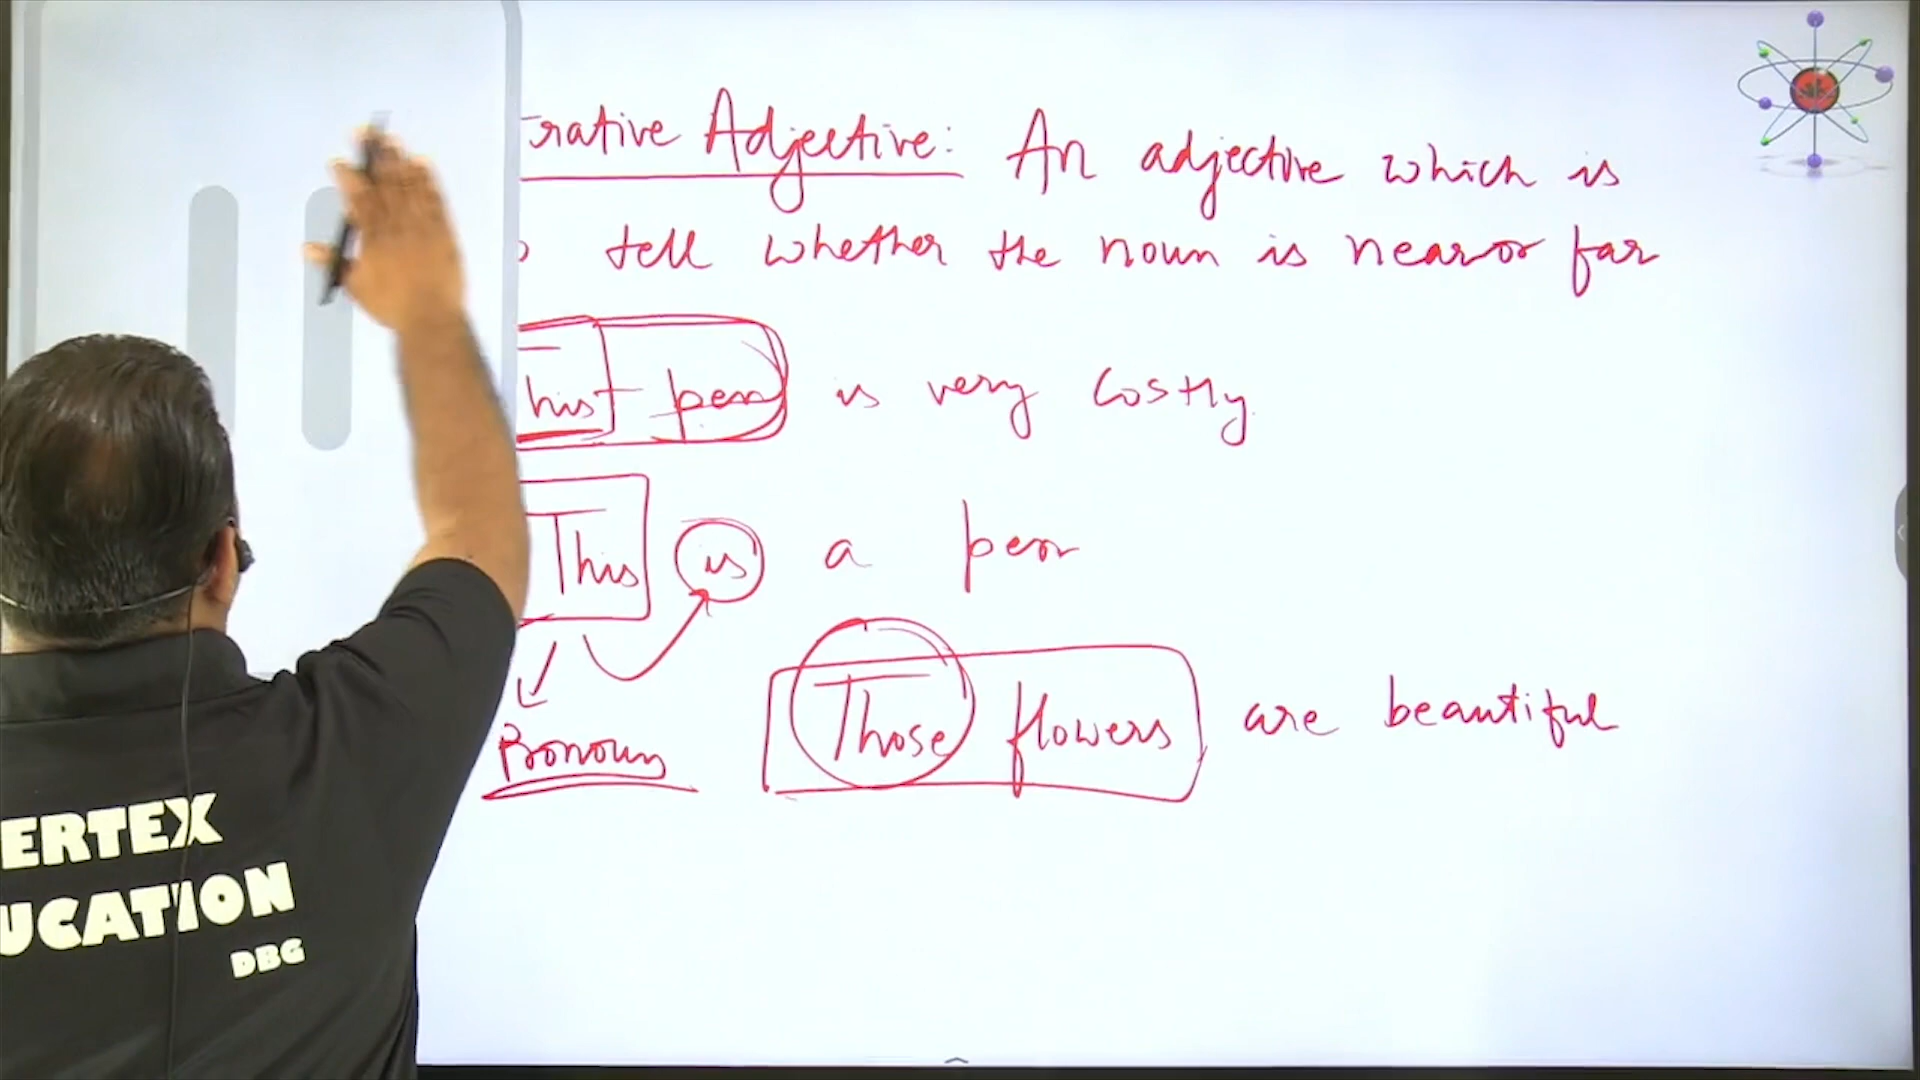 rative Adjective: An adjective which is
tell whether the noun is near or far
his pen is very costly.
This is a pen
Pronoun
Those flowers are beautiful
ERTEX
UCATION
DBG